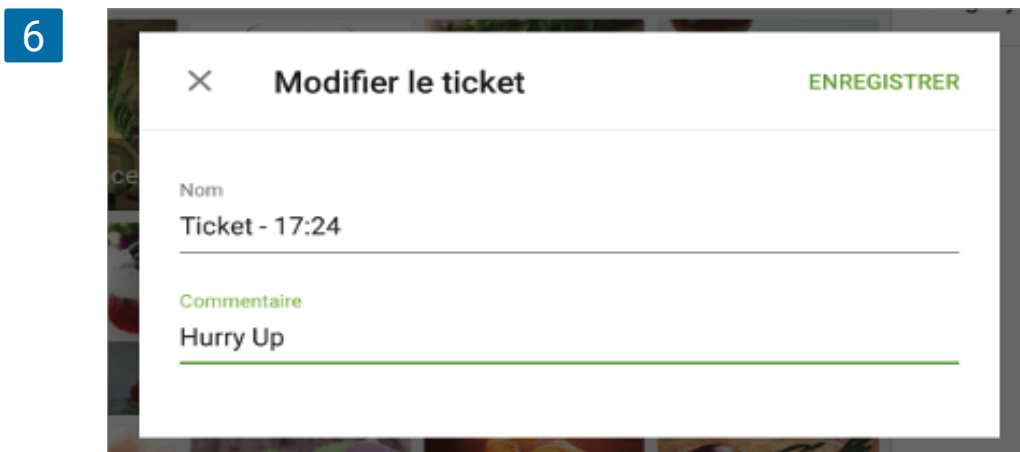 6
Modifier le ticket
ENREGISTRER
Nom
Ticket - 17:24
Commentaire
Hurry Up